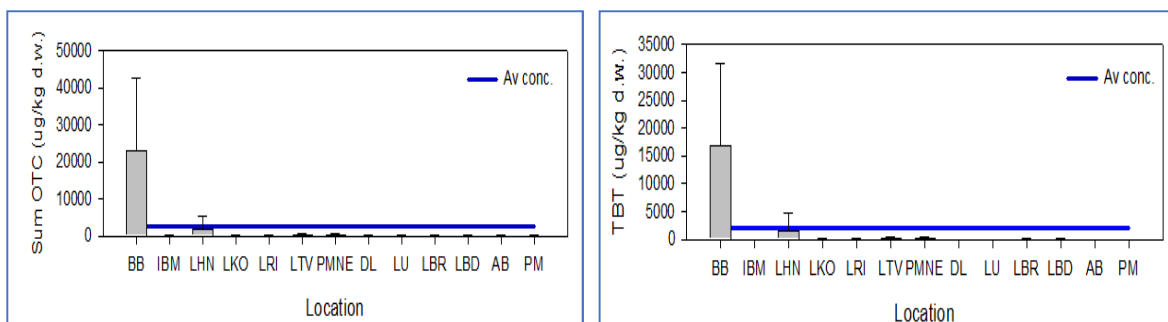 50000
40000
30000
20000
10000
0
Sum OTC (ug/kg d.w.)
Av conc.
BB IBM LHN LKO LRI LTV PMNE DL LU LBR LBD AB PM
Location
35000
30000
25000
20000
15000
10000
5000
0
TBT (ug/kg d.w.)
Av conc.
BB IBM LHN LKO LRI LTV PMNE DL LU LBR LBD AB PM
Location